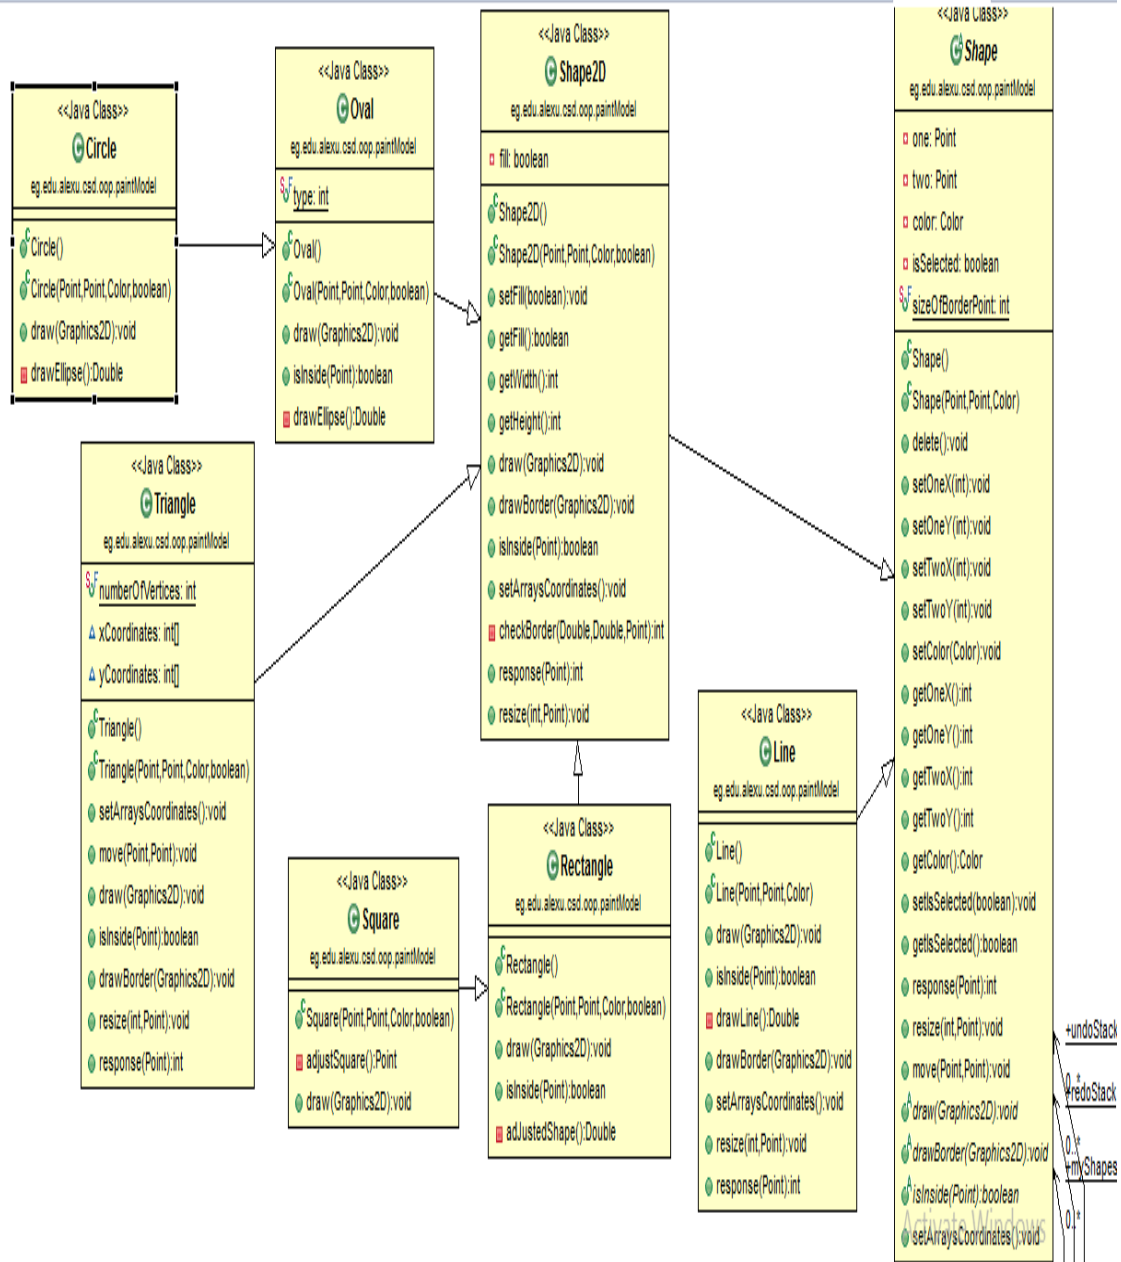 <<Java Class>>
Circle
eg.edu.alexu.csd.oop.paintModel
Circle()
Circle(Point,Point,Color,boolean)
draw(Graphics2D):void
drawEllipse():Double
<<Java Class>>
Oval
eg.edu.alexu.csd.oop.paintModel
type: int
Oval()
Oval(Point,Point,Color,boolean)
draw(Graphics2D):void
isInside(Point):boolean
drawEllipse():Double
<<Java Class>>
Shape2D
eg.edu.alexu.csd.oop.paintModel
fill: boolean
Shape2D()
Shape2D(Point,Point,Color,boolean)
setFill(boolean):void
getFill():boolean
getWidth():int
getHeight():int
draw(Graphics2D):void
drawBorder(Graphics2D):void
isInside(Point):boolean
setArraysCoordinates():void
checkBorder(Double,Double,Point):int
response(Point):int
resize(int,Point):void
<<Java Class>>
Shape
eg.edu.alexu.csd.oop.paintModel
one: Point
two: Point
color: Color
isSelected: boolean
sizeOfBorderPoint: int
Shape()
Shape(Point,Point,Color)
delete():void
setOneX(int):void
setOneY(int):void
setTwoX(int):void
setTwoY(int):void
setColor(Color):void
getOneX():int
getOneY():int
getTwoX():int
getTwoY():int
getColor():Color
setIsSelected(boolean):void
getIsSelected():boolean
response(Point):int
resize(int,Point):void
move(Point,Point):void
draw(Graphics2D):void
drawBorder(Graphics2D):void
isInside(Point):boolean
setArraysCoordinates():void
<<Java Class>>
Triangle
eg.edu.alexu.csd.oop.paintModel
numberOfVertices: int
xCoordinates: int[]
yCoordinates: int[]
Triangle()
Triangle(Point,Point,Color,boolean)
setArraysCoordinates():void
move(Point,Point):void
draw(Graphics2D):void
isInside(Point):boolean
drawBorder(Graphics2D):void
resize(int,Point):void
response(Point):int
<<Java Class>>
Square
eg.edu.alexu.csd.oop.paintModel
Square(Point,Point,Color,boolean)
adjustSquare():Point
draw(Graphics2D):void
<<Java Class>>
Rectangle
eg.edu.alexu.csd.oop.paintModel
Rectangle()
Rectangle(Point,Point,Color,boolean)
draw(Graphics2D):void
isInside(Point):boolean
adJustedShape():Double
<<Java Class>>
Line
eg.edu.alexu.csd.oop.paintModel
Line()
Line(Point,Point,Color)
draw(Graphics2D):void
isInside(Point):boolean
drawLine():Double
drawBorder(Graphics2D):void
setArraysCoordinates():void
resize(int,Point):void
response(Point):int
+undoStack
0..*
+redoStack
0..*
+myShapes
0..*
Activate Windows